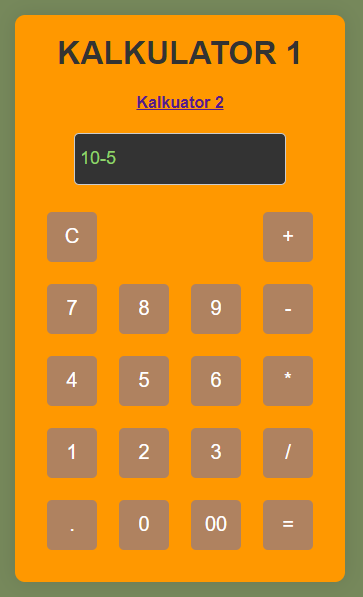 KALKULATOR 1
Kalkuator 2
10-5
C +
7 8 9 -
4 5 6 *
1 2 3 /
. 0 00 =